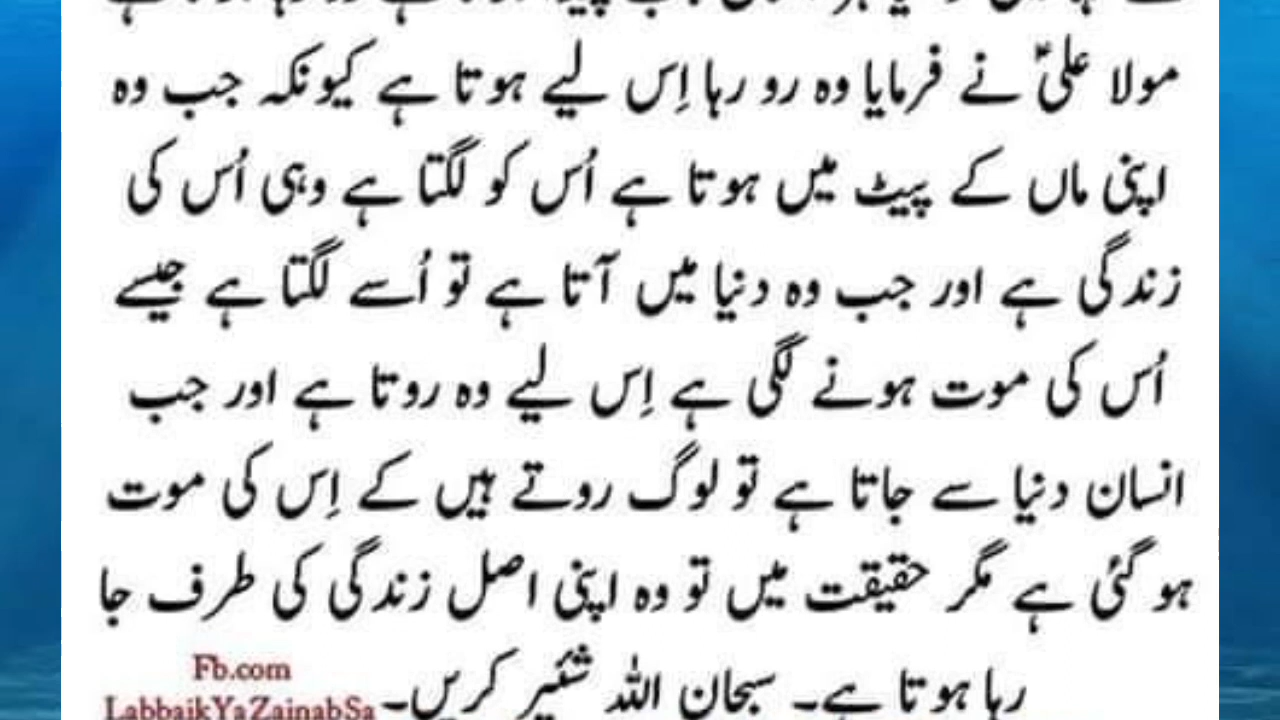 مولا علیؑ نے فرمایا وہ رو رہا اِس لیے ہوتا ہے کیونکہ جب وہ
اپنی ماں کے پیٹ میں ہوتا ہے اُس کو لگتا ہے وہی اُس کی
زندگی ہے اور جب وہ دنیا میں آتا ہے تو اُسے لگتا ہے جیسے
اُس کی موت ہونے لگی ہے اِس لیے وہ روتا ہے اور جب
انسان دنیا سے جاتا ہے تو لوگ روتے ہیں کے اِس کی موت
ہو گئی ہے مگر حقیقت میں تو وہ اپنی اصل زندگی کی طرف جا
رہا ہوتا ہے۔ سبحان اللہ شئیر کریں۔
Fb.com
LabbaikYaZainabSa